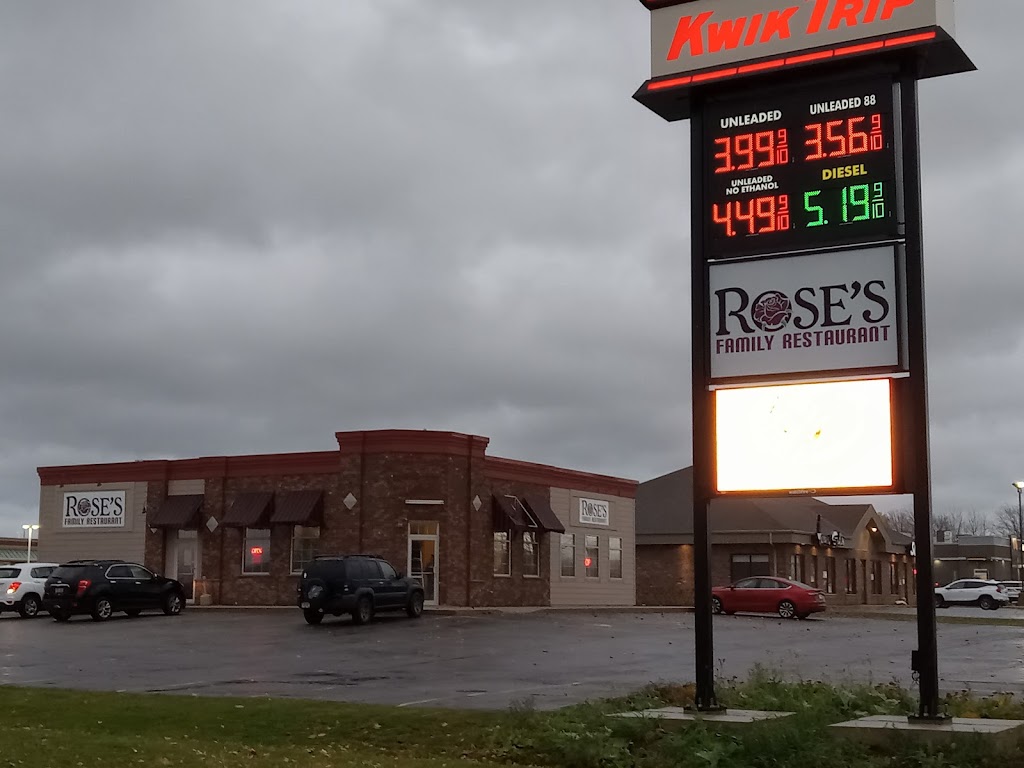 KWIK TRIP
UNLEADED
3.99 9/10
UNLEADED 88
3.56 9/10
UNLEADED
NO ETHANOL
4.49 9/10
DIESEL
5.19 9/10
ROSE'S
FAMILY RESTAURANT
ROSE'S
FAMILY RESTAURANT
OPEN
ROSE'S
FAMILY RESTAURANT